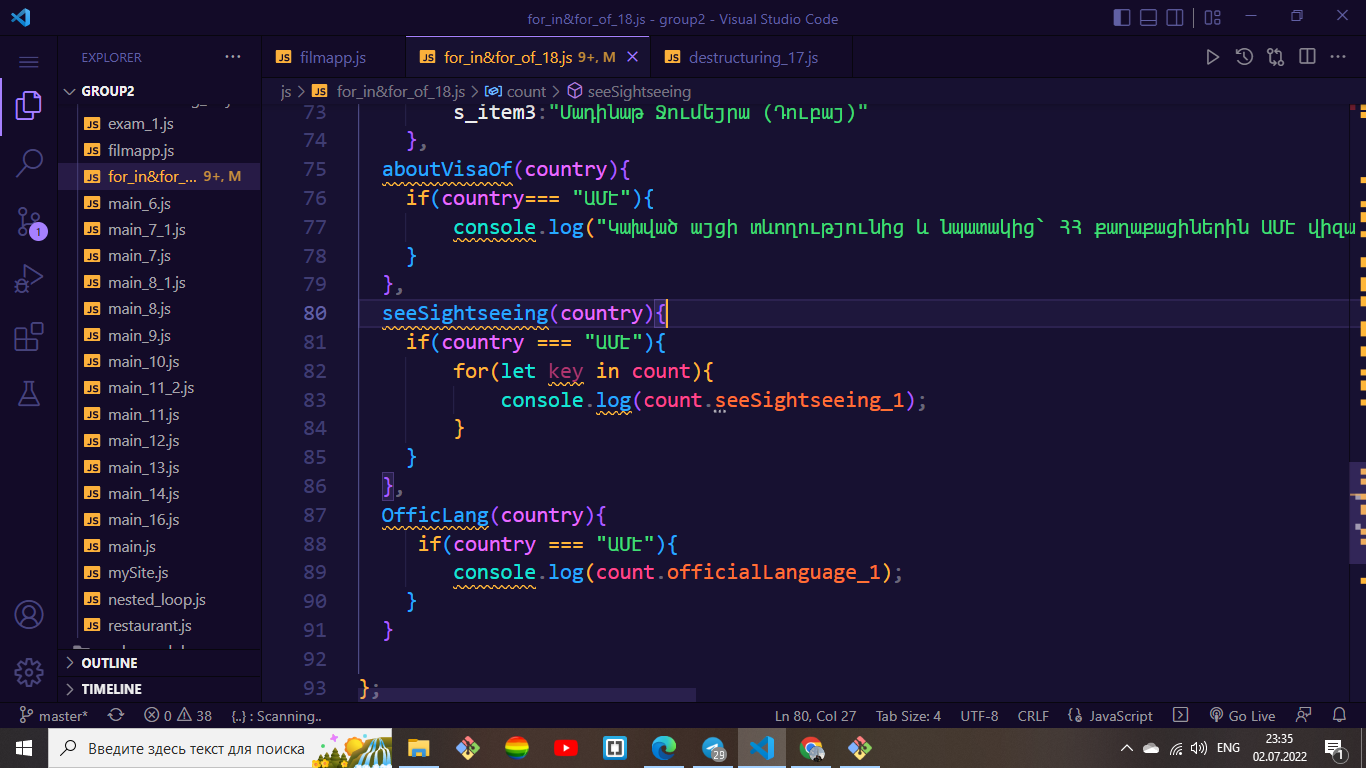 for_in&for_of_18.js - group2 - Visual Studio Code
EXPLORER
filmapp.js
for_in&for_of_18.js 9+, M
destructuring_17.js
GROUP2
js > for_in&for_of_18.js > count > seeSightseeing
exam_1.js
filmapp.js
for_in&for_... 9+, M
main_6.js
main_7_1.js
main_7.js
main_8_1.js
main_8.js
main_9.js
main_10.js
main_11_2.js
main_11.js
main_12.js
main_13.js
main_14.js
main_16.js
main.js
mySite.js
nested_loop.js
restaurant.js
OUTLINE
TIMELINE
73 s_item3:"Մադինաթ Ջումեյրա (Դուբայ)"
74 },
75 aboutVisaOf(country){
76 if(country=== "ԱՄԷ"){
77 console.log("Կախված այցի տևողությունից և նպատակից` ՀՀ քաղաքացիներին ԱՄԷ վիզա
78 }
79 },
80 seeSightseeing(country){
81 if(country === "ԱՄԷ"){
82 for(let key in count){
83 console.log(count.seeSightseeing_1);
84 }
85 }
86 },
87 OfficLang(country){
88 if(country === "ԱՄԷ"){
89 console.log(count.officialLanguage_1);
90 }
91 }
92
93 };
master* 0 38 {..} : Scanning.. Ln 80, Col 27 Tab Size: 4 UTF-8 CRLF JavaScript Go Live
Введите здесь текст для поиска
29
ENG
23:35
02.07.2022
1